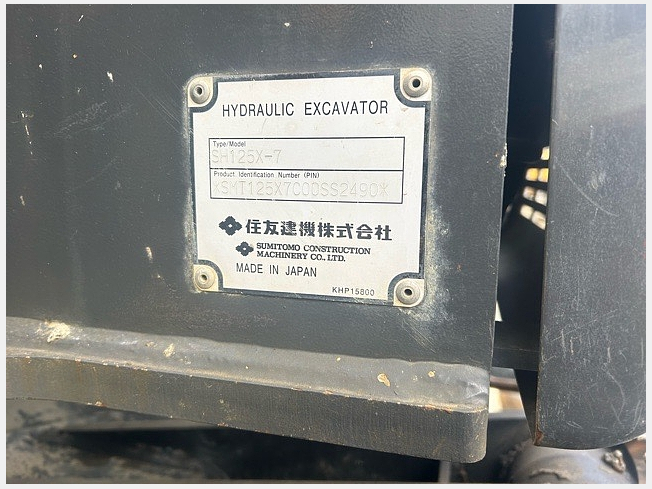 HYDRAULIC EXCAVATOR
Type/Model
SH125X-7
Product Identification Number (PIN)
*SMT125X7C00SS2490*
住友建機株式会社
SUMITOMO CONSTRUCTION
MACHINERY CO., LTD.
MADE IN JAPAN
KHP15800